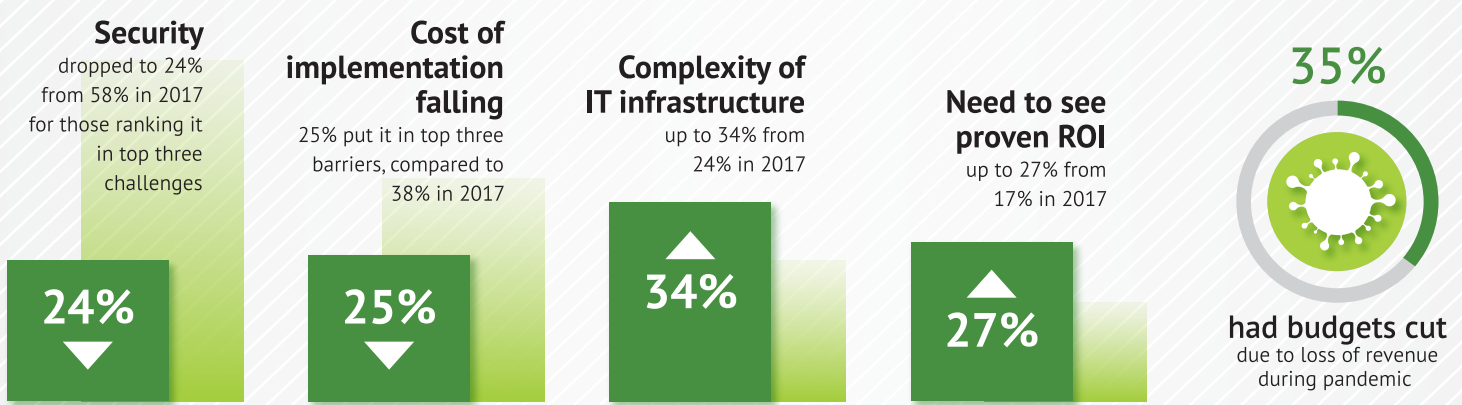 Security
dropped to 24%
from 58% in 2017
for those ranking it
in top three
challenges
24%
Cost of
implementation
falling
25% put it in top three
barriers, compared to
38% in 2017
25%
Complexity of
IT infrastructure
up to 34% from
24% in 2017
34%
Need to see
proven ROI
up to 27% from
17% in 2017
27%
35%
had budgets cut
due to loss of revenue
during pandemic